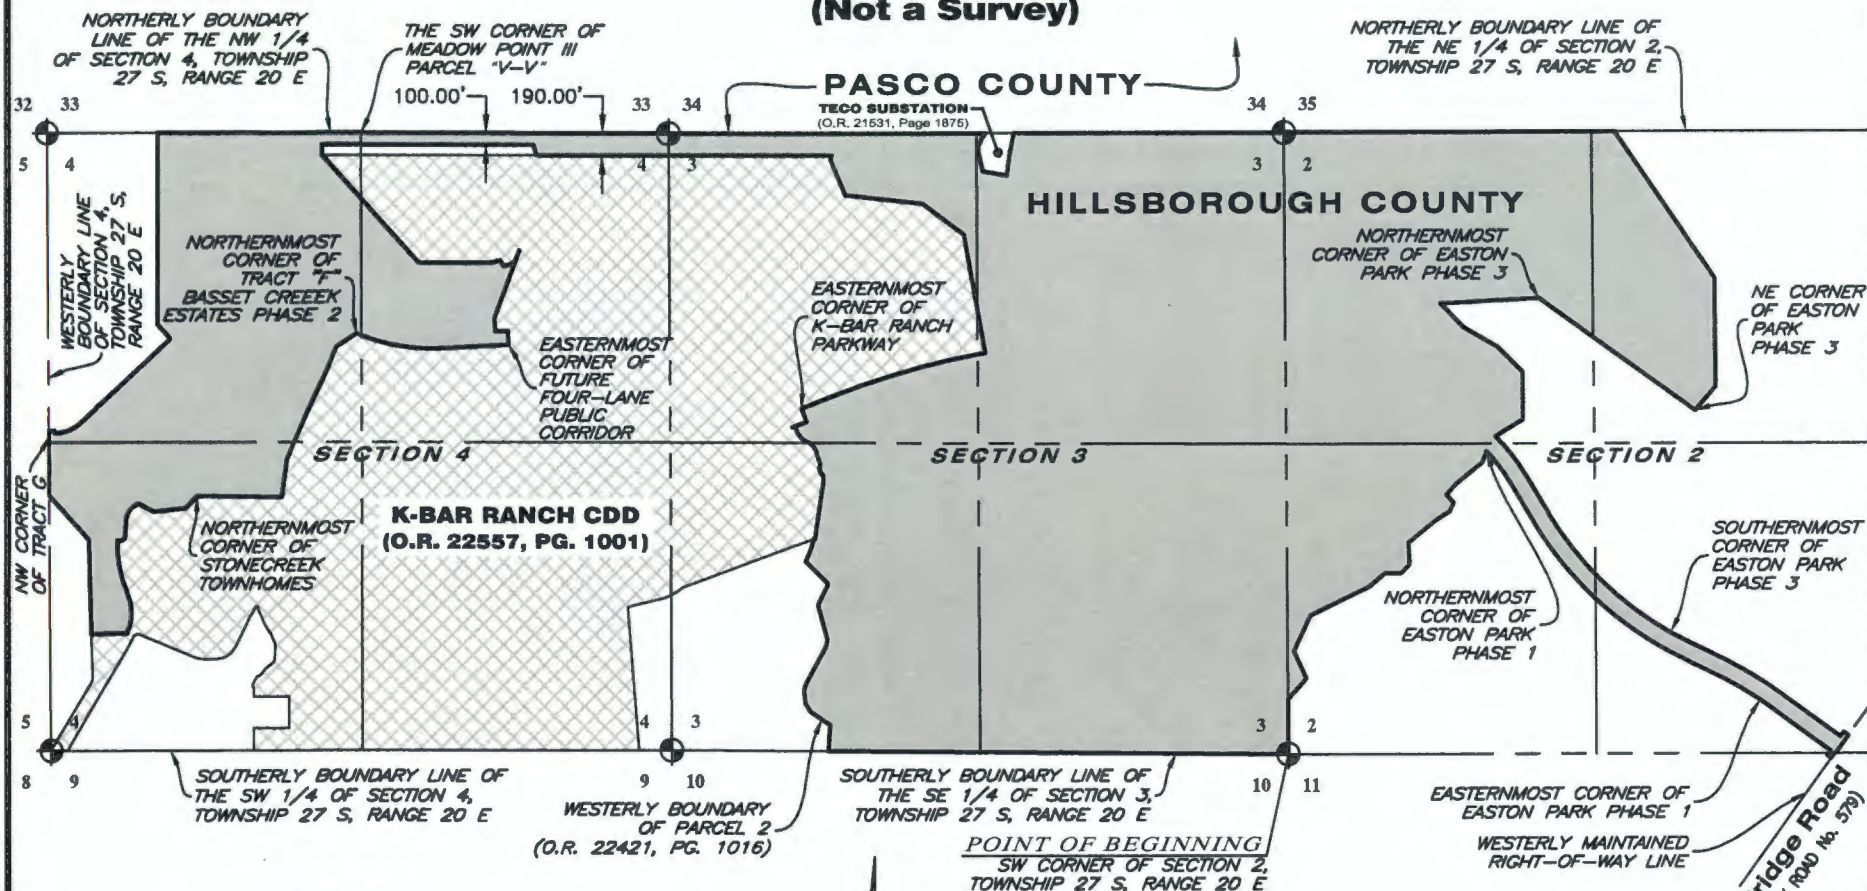 (Not a Survey)
NORTHERLY BOUNDARY
LINE OF THE NW 1/4
OF SECTION 4, TOWNSHIP
27 S, RANGE 20 E
THE SW CORNER OF
MEADOW POINT III
PARCEL "V-V"
100.00'
190.00'
PASCO COUNTY
TECO SUBSTATION
(O.R. 21531, Page 1875)
NORTHERLY BOUNDARY LINE OF
THE NE 1/4 OF SECTION 2,
TOWNSHIP 27 S, RANGE 20 E
32 33
33 34
34 35
5 4
4 3
3 2
HILLSBOROUGH COUNTY
WESTERLY
BOUNDARY LINE
OF SECTION 4,
TOWNSHIP 27 S,
RANGE 20 E
NORTHERNMOST
CORNER OF
TRACT "F"
BASSET CREEEK
ESTATES PHASE 2
EASTERNMOST
CORNER OF
FUTURE
FOUR-LANE
PUBLIC
CORRIDOR
EASTERNMOST
CORNER OF
K-BAR RANCH
PARKWAY
NORTHERNMOST
CORNER OF EASTON
PARK PHASE 3
NE CORNER
OF EASTON
PARK
PHASE 3
SECTION 4
SECTION 3
SECTION 2
NW CORNER
OF TRACT G
K-BAR RANCH CDD
(O.R. 22557, PG. 1001)
NORTHERNMOST
CORNER OF
STONECREEK
TOWNHOMES
NORTHERNMOST
CORNER OF
EASTON PARK
PHASE 1
SOUTHERNMOST
CORNER OF
EASTON PARK
PHASE 3
5 4
4 3
3 2
8 9
9 10
10 11
SOUTHERLY BOUNDARY LINE OF
THE SW 1/4 OF SECTION 4,
TOWNSHIP 27 S, RANGE 20 E
WESTERLY BOUNDARY
OF PARCEL 2
(O.R. 22421, PG. 1016)
SOUTHERLY BOUNDARY LINE OF
THE SE 1/4 OF SECTION 3,
TOWNSHIP 27 S, RANGE 20 E
POINT OF BEGINNING
SW CORNER OF SECTION 2,
TOWNSHIP 27 S, RANGE 20 E
EASTERNMOST CORNER OF
EASTON PARK PHASE 1
WESTERLY MAINTAINED
RIGHT-OF-WAY LINE
ridge Road
ROAD No. 579)